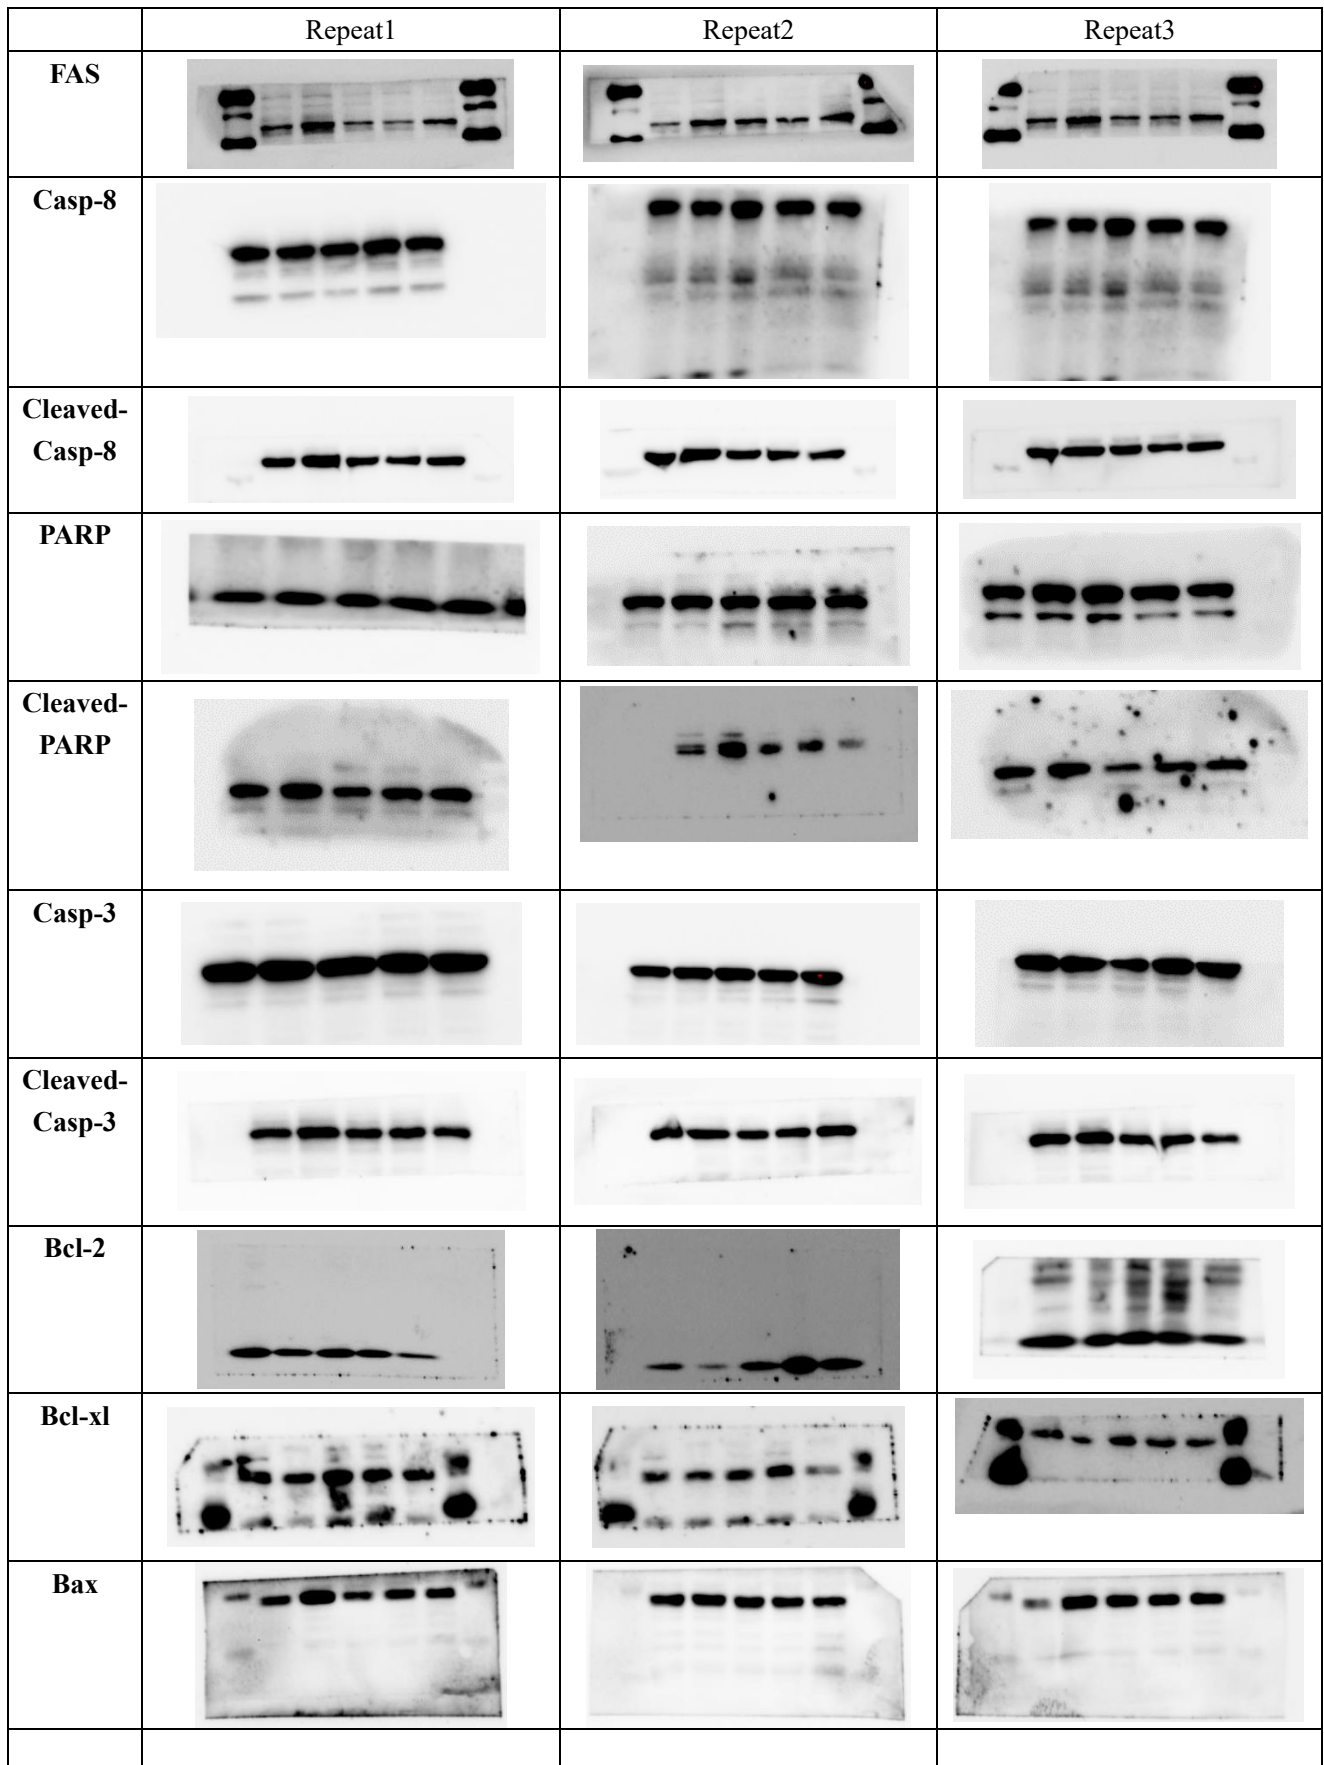 Repeat1 Repeat2 Repeat3
FAS
Casp-8
Cleaved-
Casp-8
PARP
Cleaved-
PARP
Casp-3
Cleaved-
Casp-3
Bcl-2
Bcl-xl
Bax